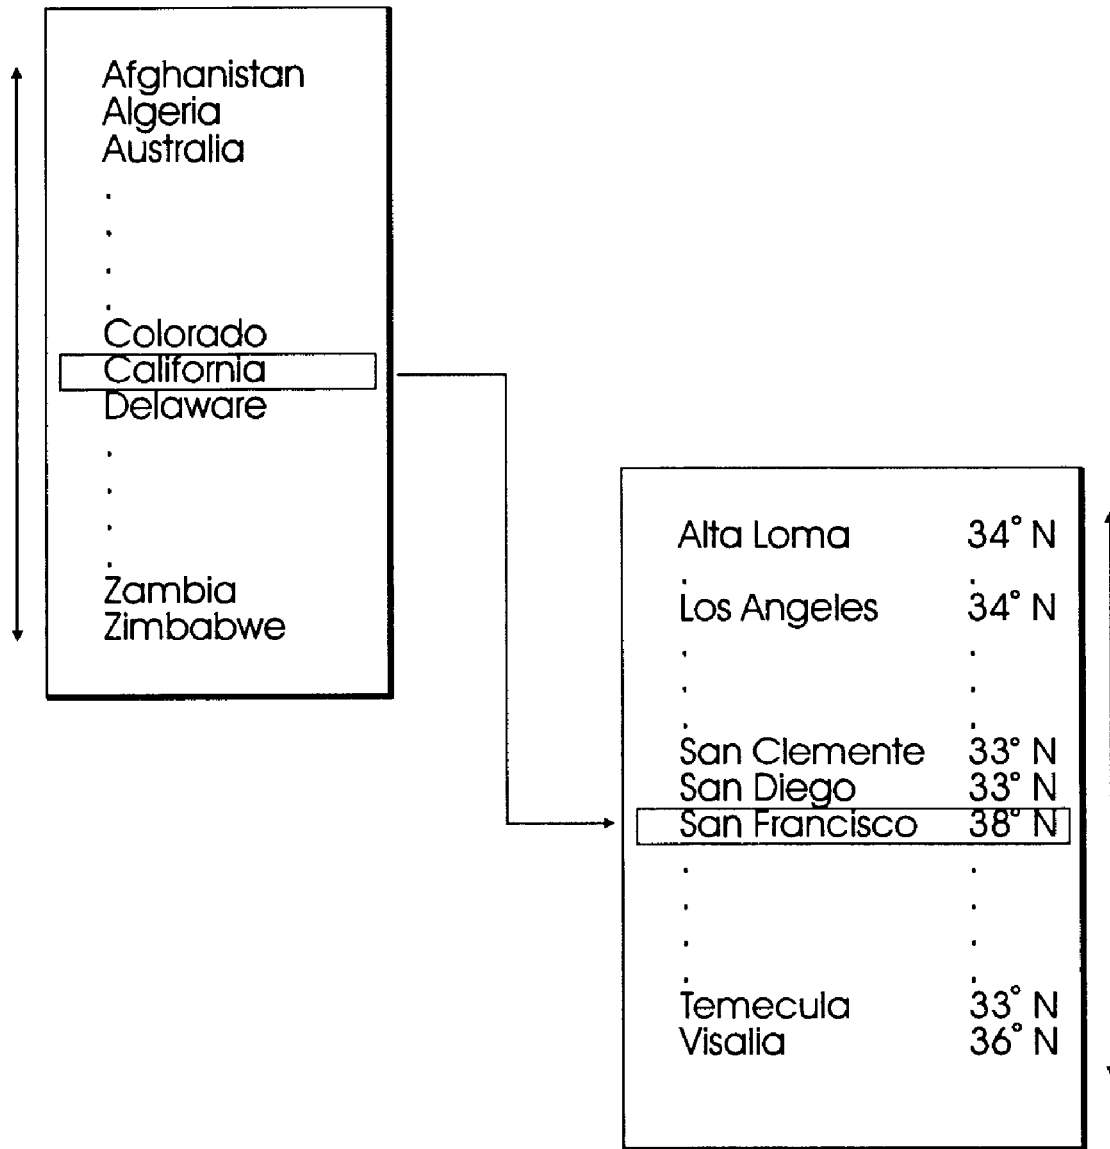 Afghanistan
Algeria
Australia
.
.
.
.
Colorado
California
Delaware
.
.
.
.
Zambia
Zimbabwe
Alta Loma 34° N
. .
Los Angeles 34° N
. .
. .
. .
San Clemente 33° N
San Diego 33° N
San Francisco 38° N
. .
. .
. .
. .
Temecula 33° N
Visalia 36° N